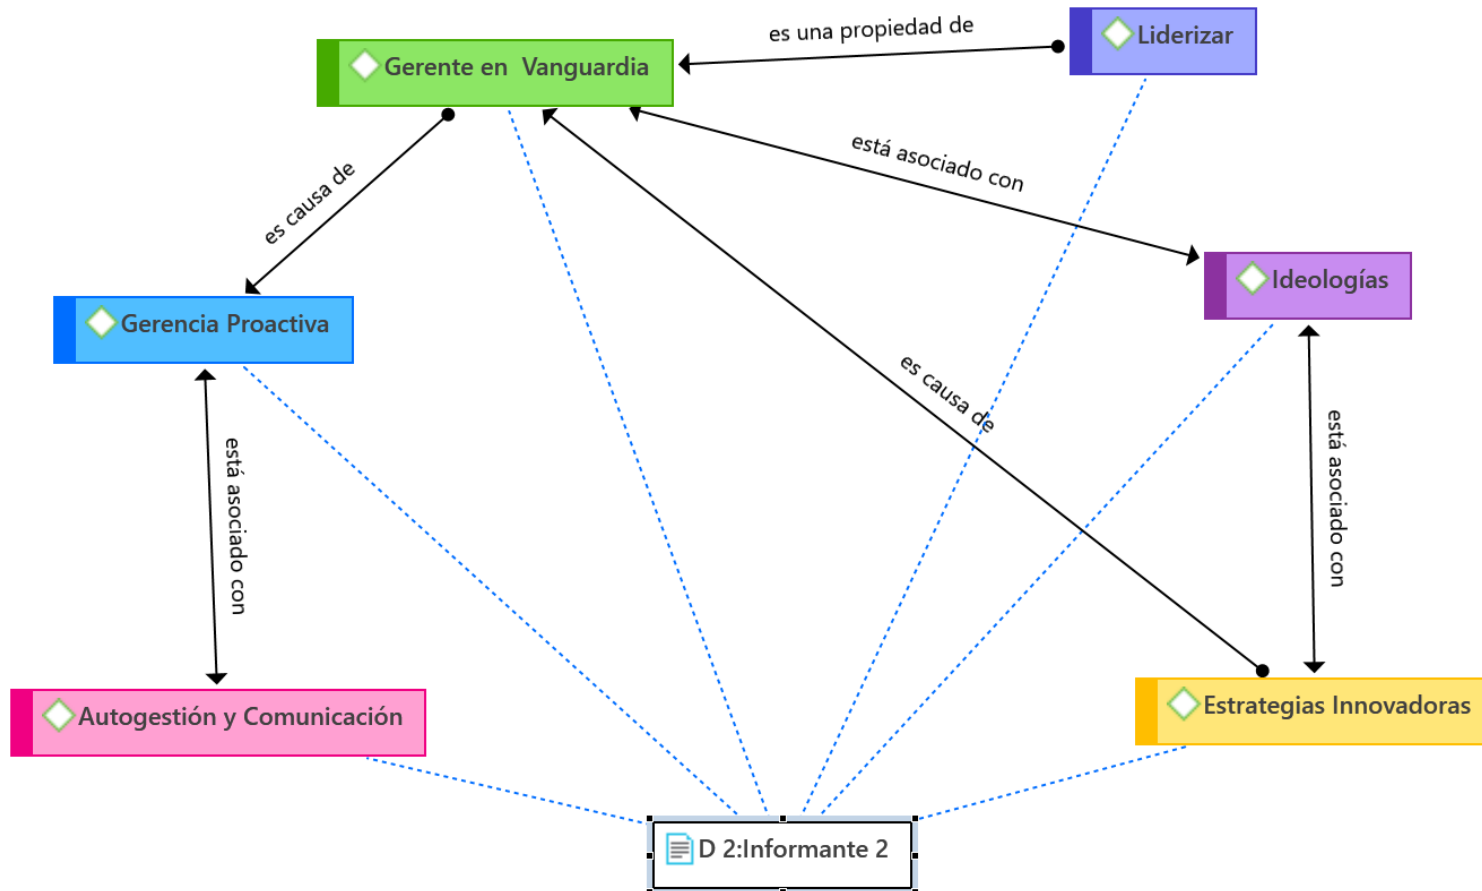 es una propiedad de
Liderizar
Gerente en  Vanguardia
está asociado con
es causa de
Ideologías
Gerencia Proactiva
es causa de
está asociado con
está asociado con
Autogestión y Comunicación
Estrategias Innovadoras
D 2:Informante 2